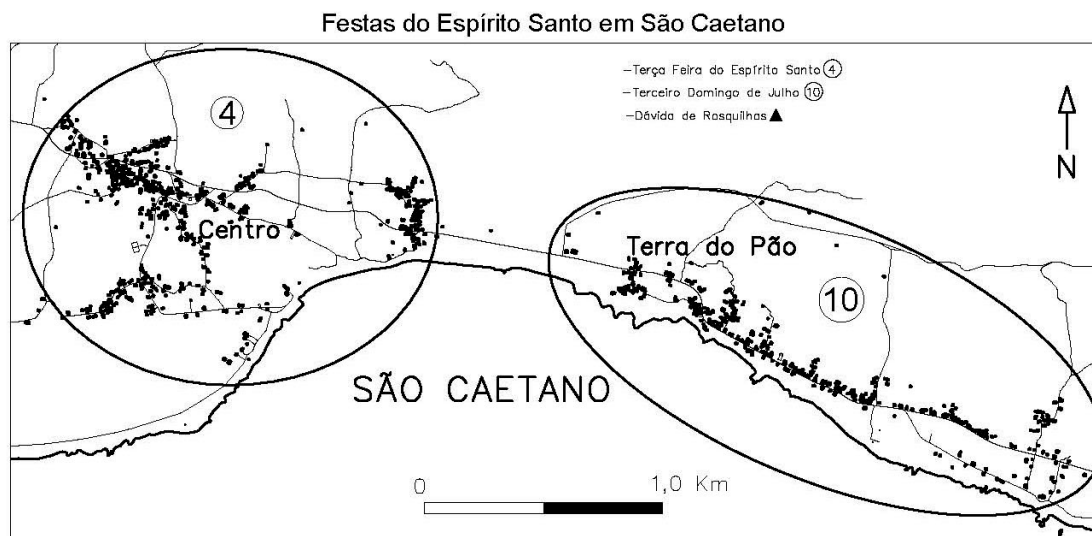 Festas do Espírito Santo em São Caetano
-Terça Feira do Espírito Santo 4
-Terceiro Domingo de Julho 10
-Dávida de Rosquilhas
N
4
Centro
Terra do Pão
10
SÃO CAETANO
0 1,0 Km